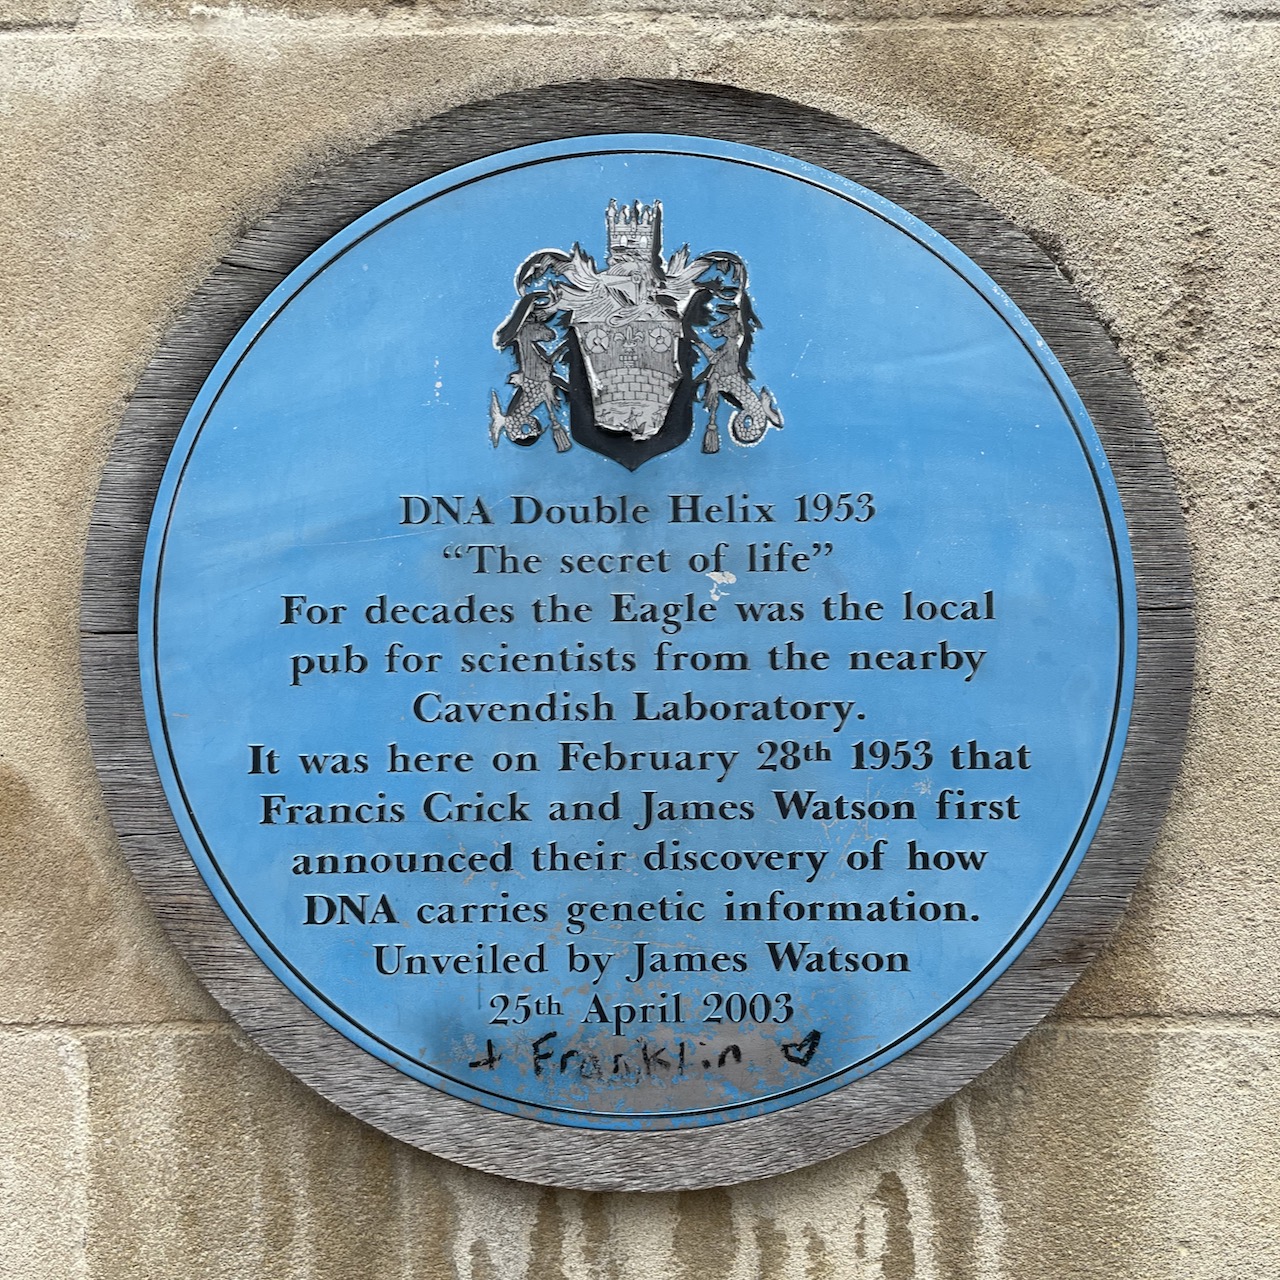 DNA Double Helix 1953
“The secret of life”
For decades the Eagle was the local
pub for scientists from the nearby
Cavendish Laboratory.
It was here on February 28th 1953 that
Francis Crick and James Watson first
announced their discovery of how
DNA carries genetic information.
Unveiled by James Watson
25th April 2003
+ Franklin ♥